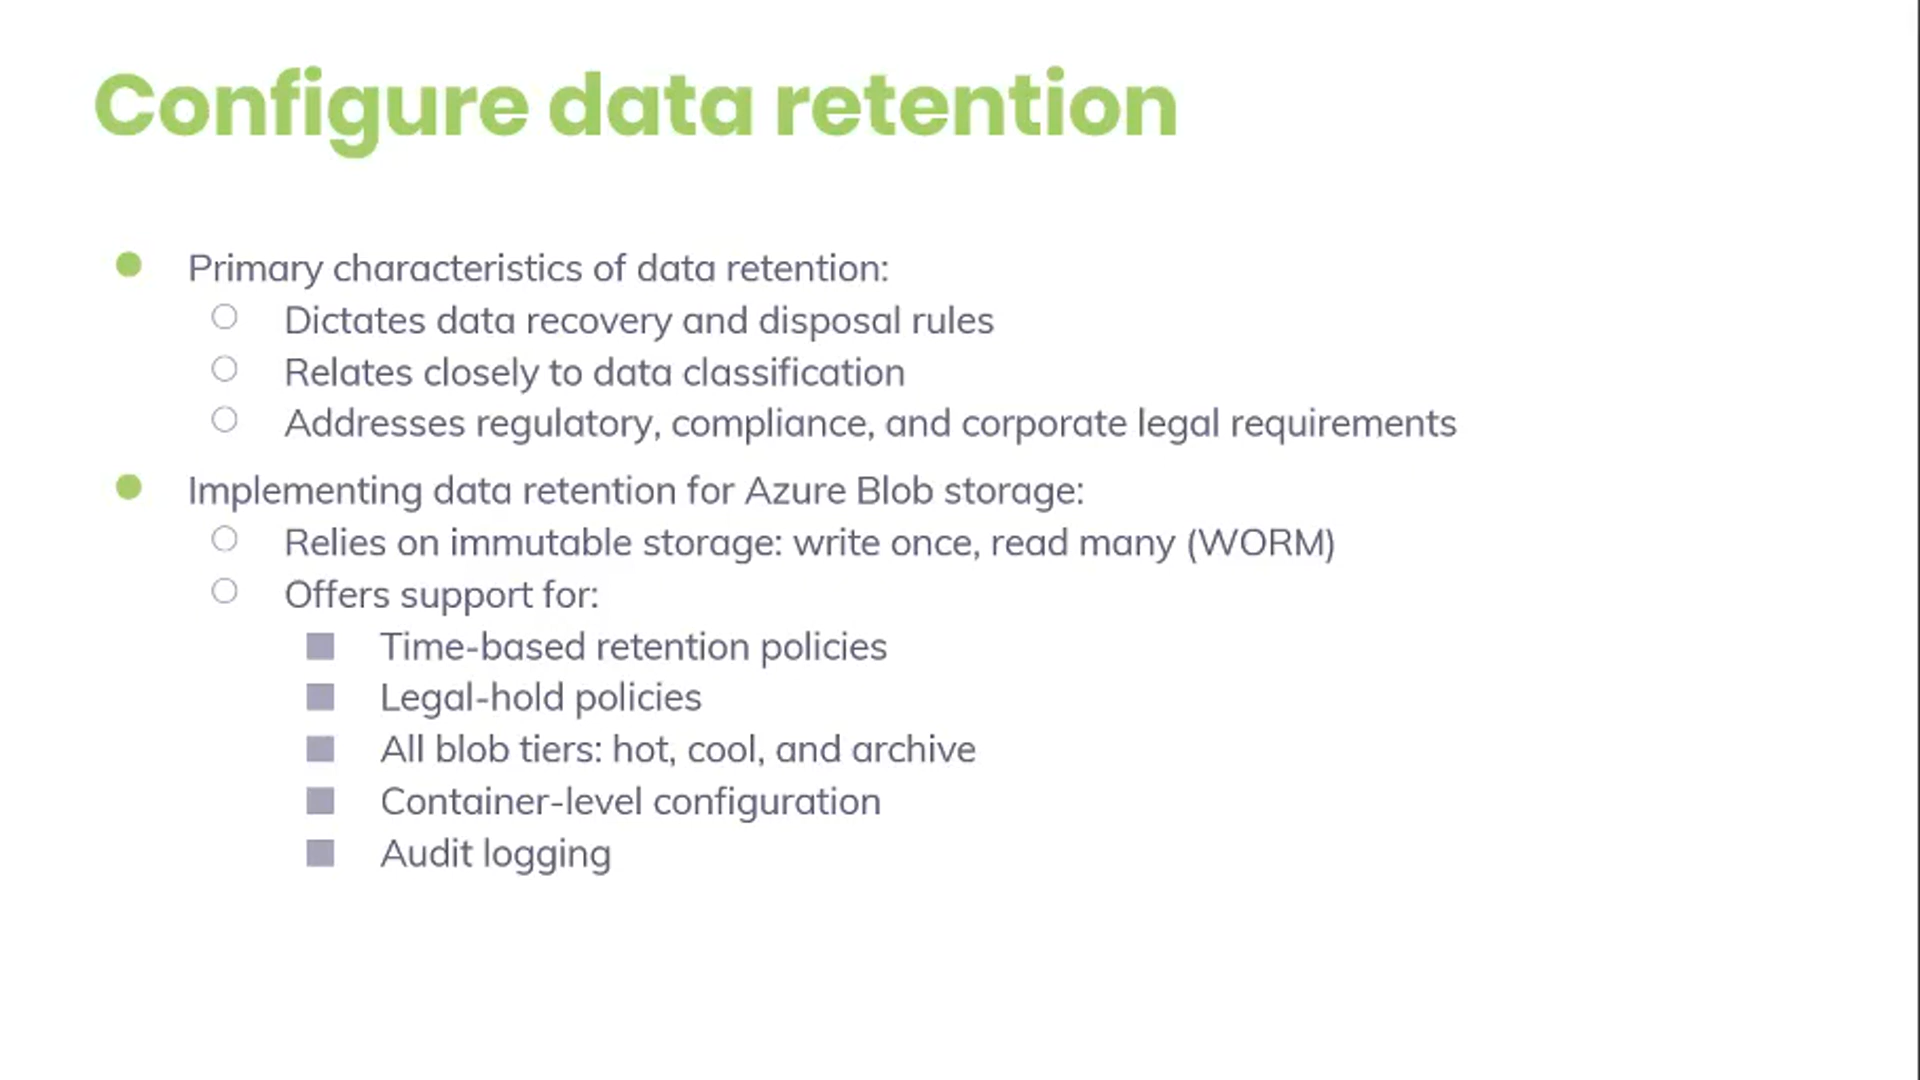 Configure data retention
Primary characteristics of data retention:
Dictates data recovery and disposal rules
Relates closely to data classification
Addresses regulatory, compliance, and corporate legal requirements
Implementing data retention for Azure Blob storage:
Relies on immutable storage: write once, read many (WORM)
Offers support for:
Time-based retention policies
Legal-hold policies
All blob tiers: hot, cool, and archive
Container-level configuration
Audit logging